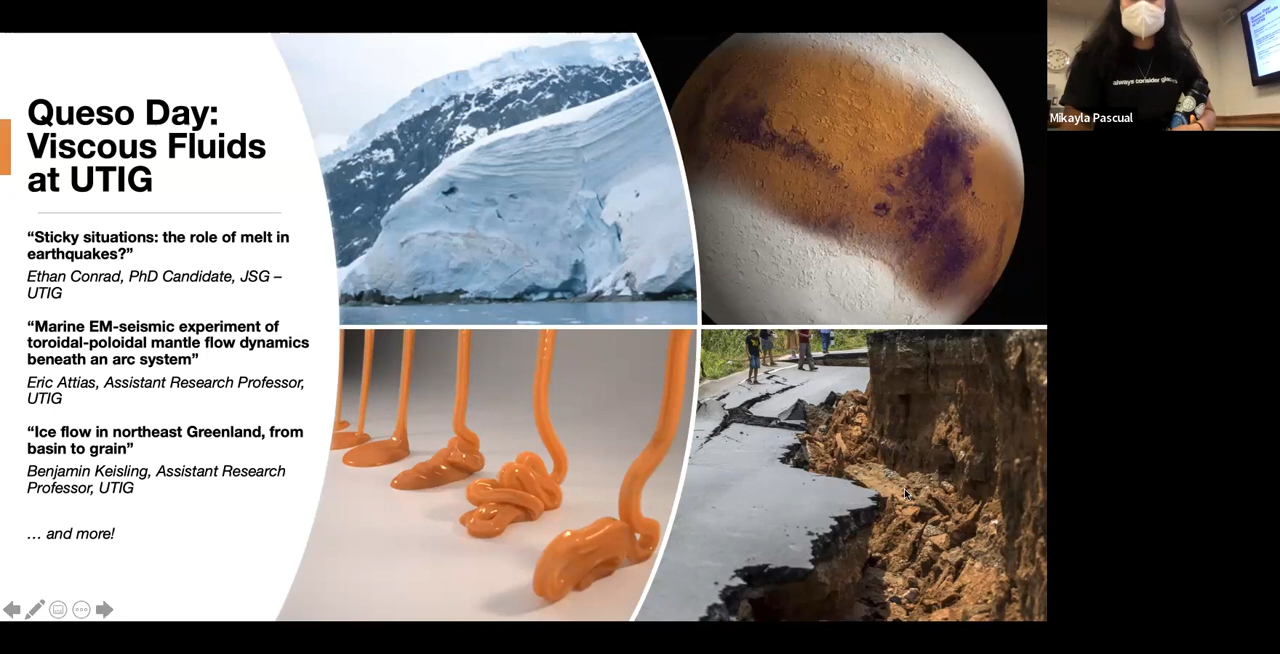 Queso Day:
Viscous Fluids
at UTIG
“Sticky situations: the role of melt in
earthquakes?”
Ethan Conrad, PhD Candidate, JSG –
UTIG
“Marine EM-seismic experiment of
toroidal-poloidal mantle flow dynamics
beneath an arc system”
Eric Attias, Assistant Research Professor,
UTIG
“Ice flow in northeast Greenland, from
basin to grain”
Benjamin Keisling, Assistant Research
Professor, UTIG
… and more!
always consider
Mikayla Pascual